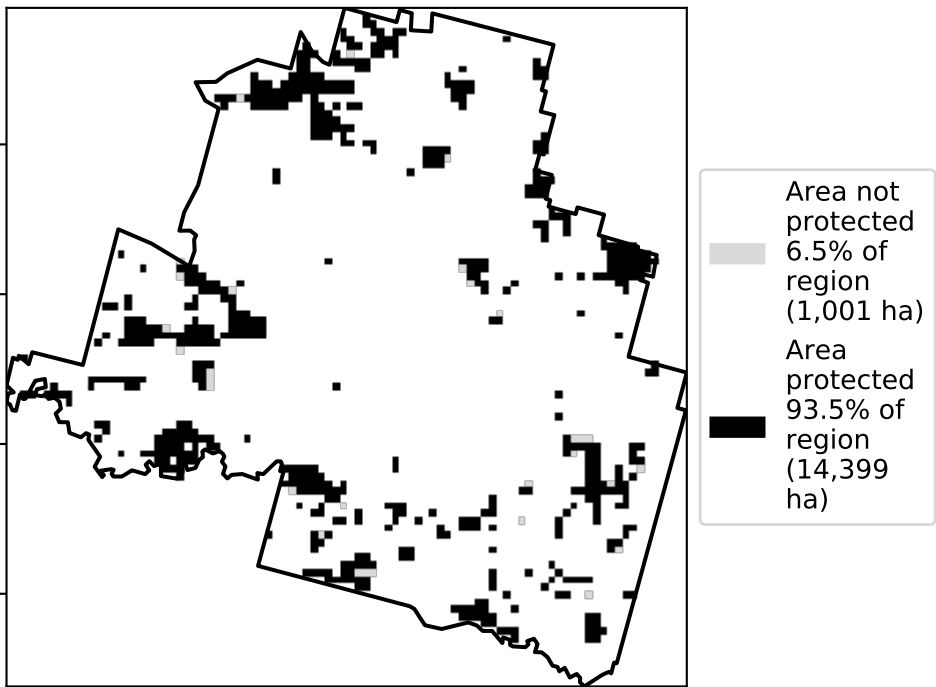 Area not
protected
6.5% of
region
(1,001 ha)
Area
protected
93.5% of
region
(14,399
ha)